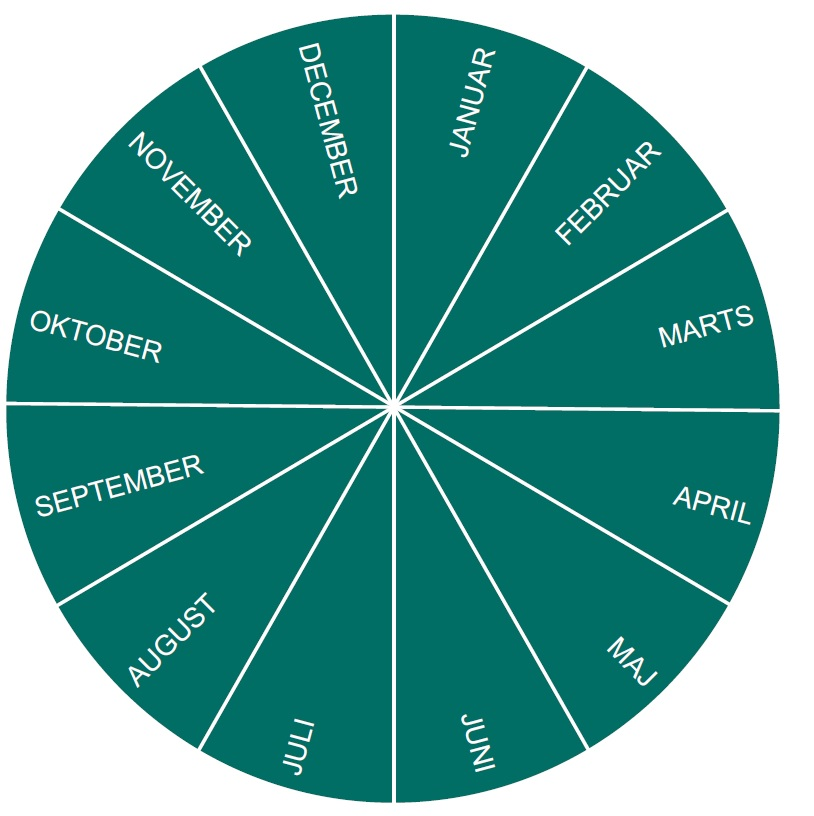 JANUAR
FEBRUAR
MARTS
APRIL
MAJ
JUNI
JULI
AUGUST
SEPTEMBER
OKTOBER
NOVEMBER
DECEMBER